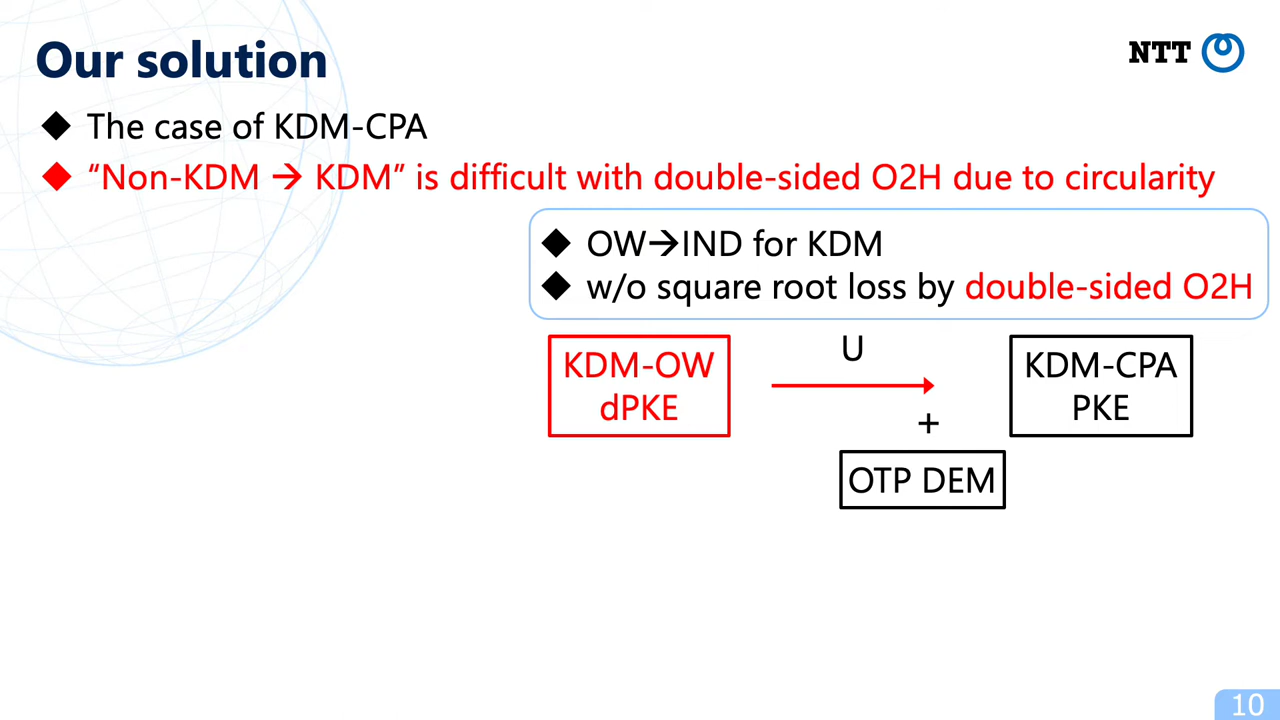 Our solution
NTT
◆ The case of KDM-CPA
◆ “Non-KDM → KDM” is difficult with double-sided O2H due to circularity
◆ OW→IND for KDM
◆ w/o square root loss by double-sided O2H
KDM-OW
dPKE
U
+
OTP DEM
KDM-CPA
PKE
10